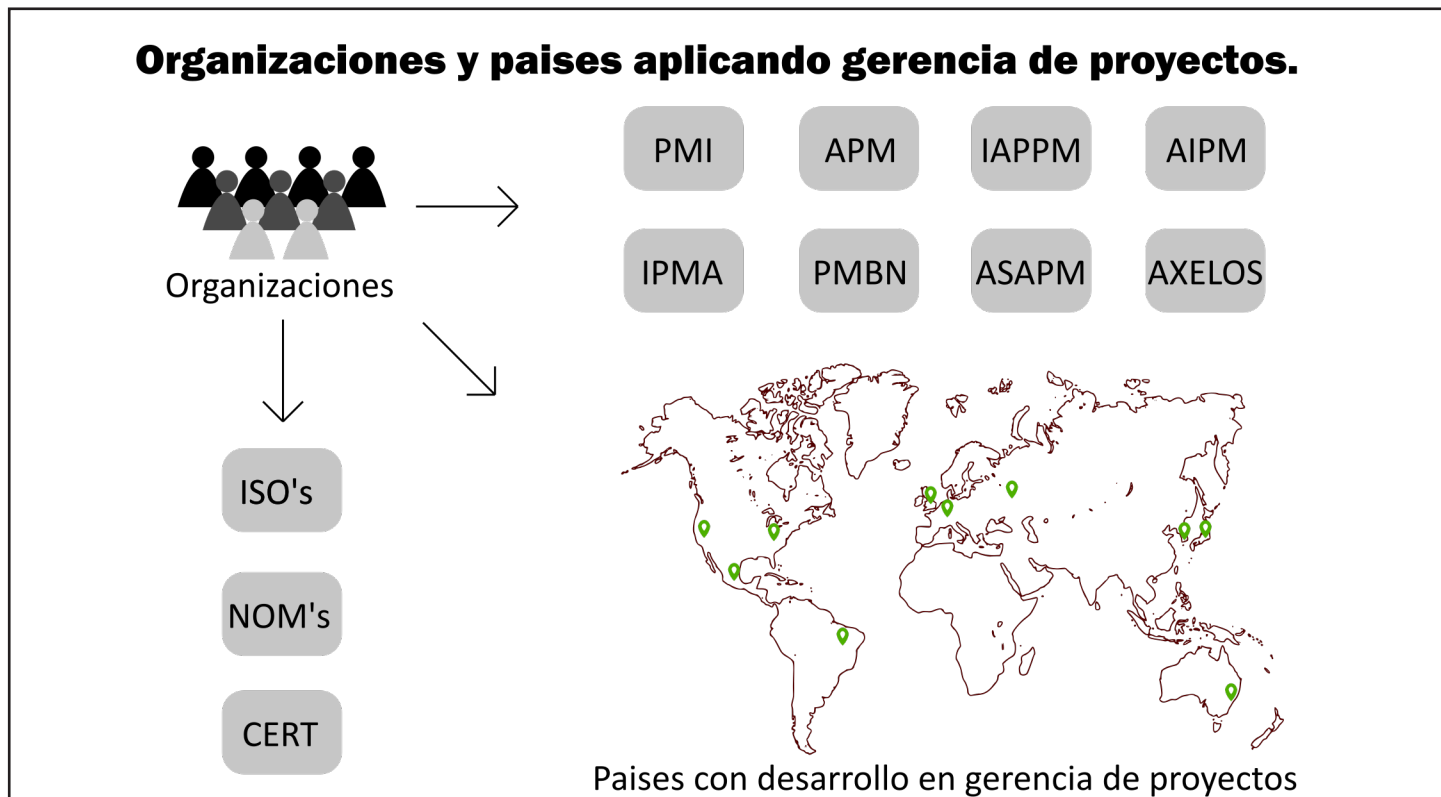 Organizaciones y paises aplicando gerencia de proyectos.
PMI APM IAPPM AIPM
IPMA PMBN ASAPM AXELOS
Organizaciones
ISO's
NOM's
CERT
Paises con desarrollo en gerencia de proyectos